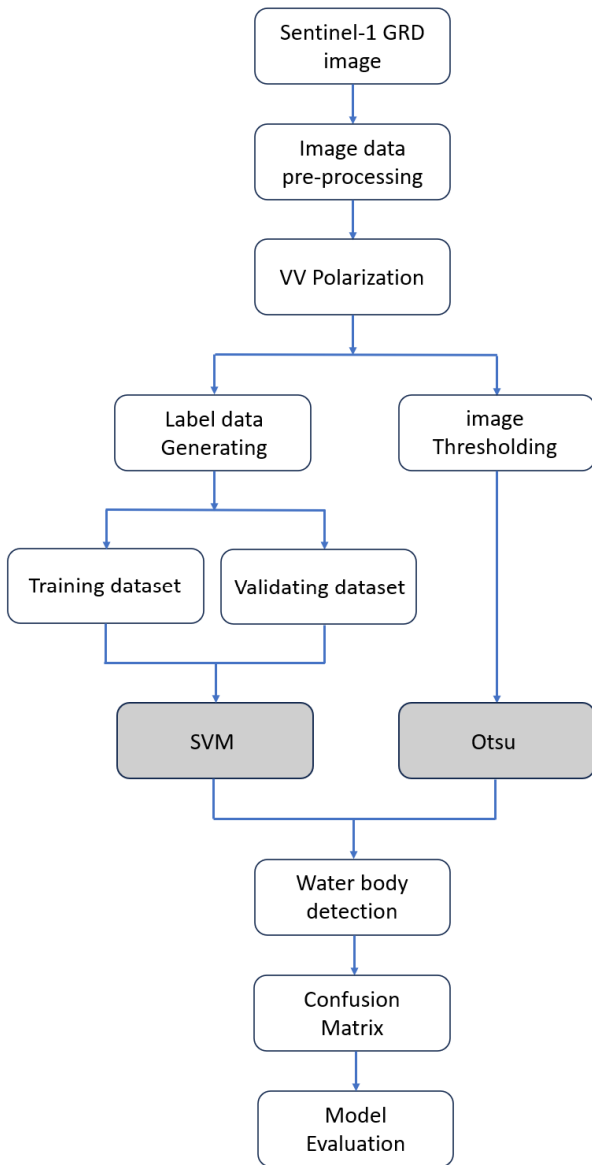 Sentinel-1 GRD
image
Image data
pre-processing
VV Polarization
Label data
Generating
image
Thresholding
Training dataset
Validating dataset
SVM
Otsu
Water body
detection
Confusion
Matrix
Model
Evaluation